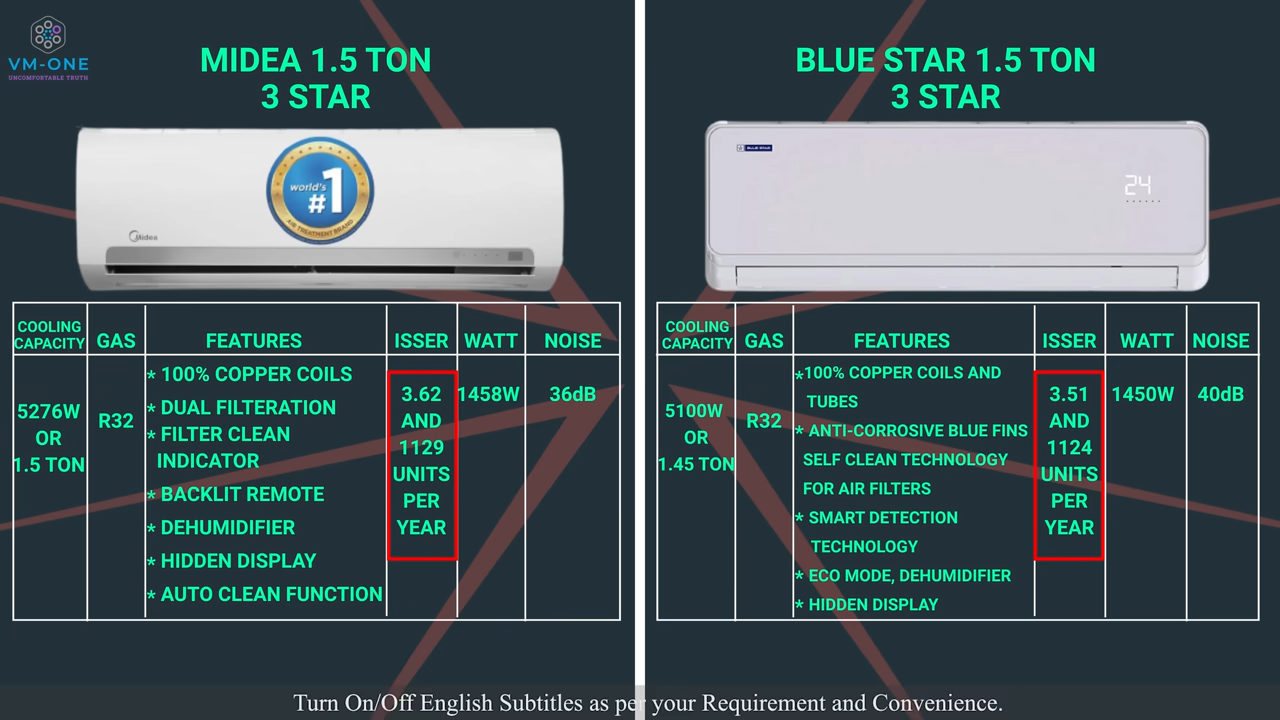 VM-ONE
UNCOMFORTABLE TRUTH
MIDEA 1.5 TON
3 STAR
world's
#1
AIR TREATMENT BRAND
Midea
COOLING
CAPACITY
GAS
FEATURES
ISSER
WATT
NOISE
5276W
OR
1.5 TON
R32
* 100% COPPER COILS
* DUAL FILTERATION
* FILTER CLEAN
INDICATOR
* BACKLIT REMOTE
* DEHUMIDIFIER
* HIDDEN DISPLAY
* AUTO CLEAN FUNCTION
3.62
AND
1129
UNITS
PER
YEAR
1458W
36dB
BLUE STAR 1.5 TON
3 STAR
BLUE STAR
24
COOLING
CAPACITY
GAS
FEATURES
ISSER
WATT
NOISE
5100W
OR
1.45 TON
R32
*100% COPPER COILS AND
TUBES
* ANTI-CORROSIVE BLUE FINS
SELF CLEAN TECHNOLOGY
FOR AIR FILTERS
* SMART DETECTION
TECHNOLOGY
* ECO MODE, DEHUMIDIFIER
* HIDDEN DISPLAY
3.51
AND
1124
UNITS
PER
YEAR
1450W
40dB
Turn On/Off English Subtitles as per your Requirement and Convenience.